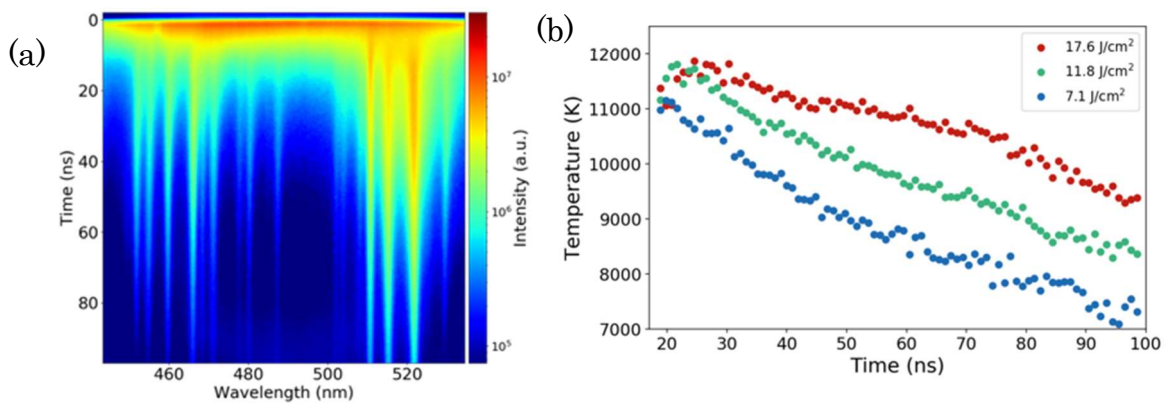 (a)
0
20
40
60
80
Time (ns)
460 480 500 520
Wavelength (nm)
10⁷
10⁶
10⁵
Intensity (a.u.)
(b)
12000
11000
10000
9000
8000
7000
Temperature (K)
17.6 J/cm²
11.8 J/cm²
7.1 J/cm²
20 30 40 50 60 70 80 90 100
Time (ns)